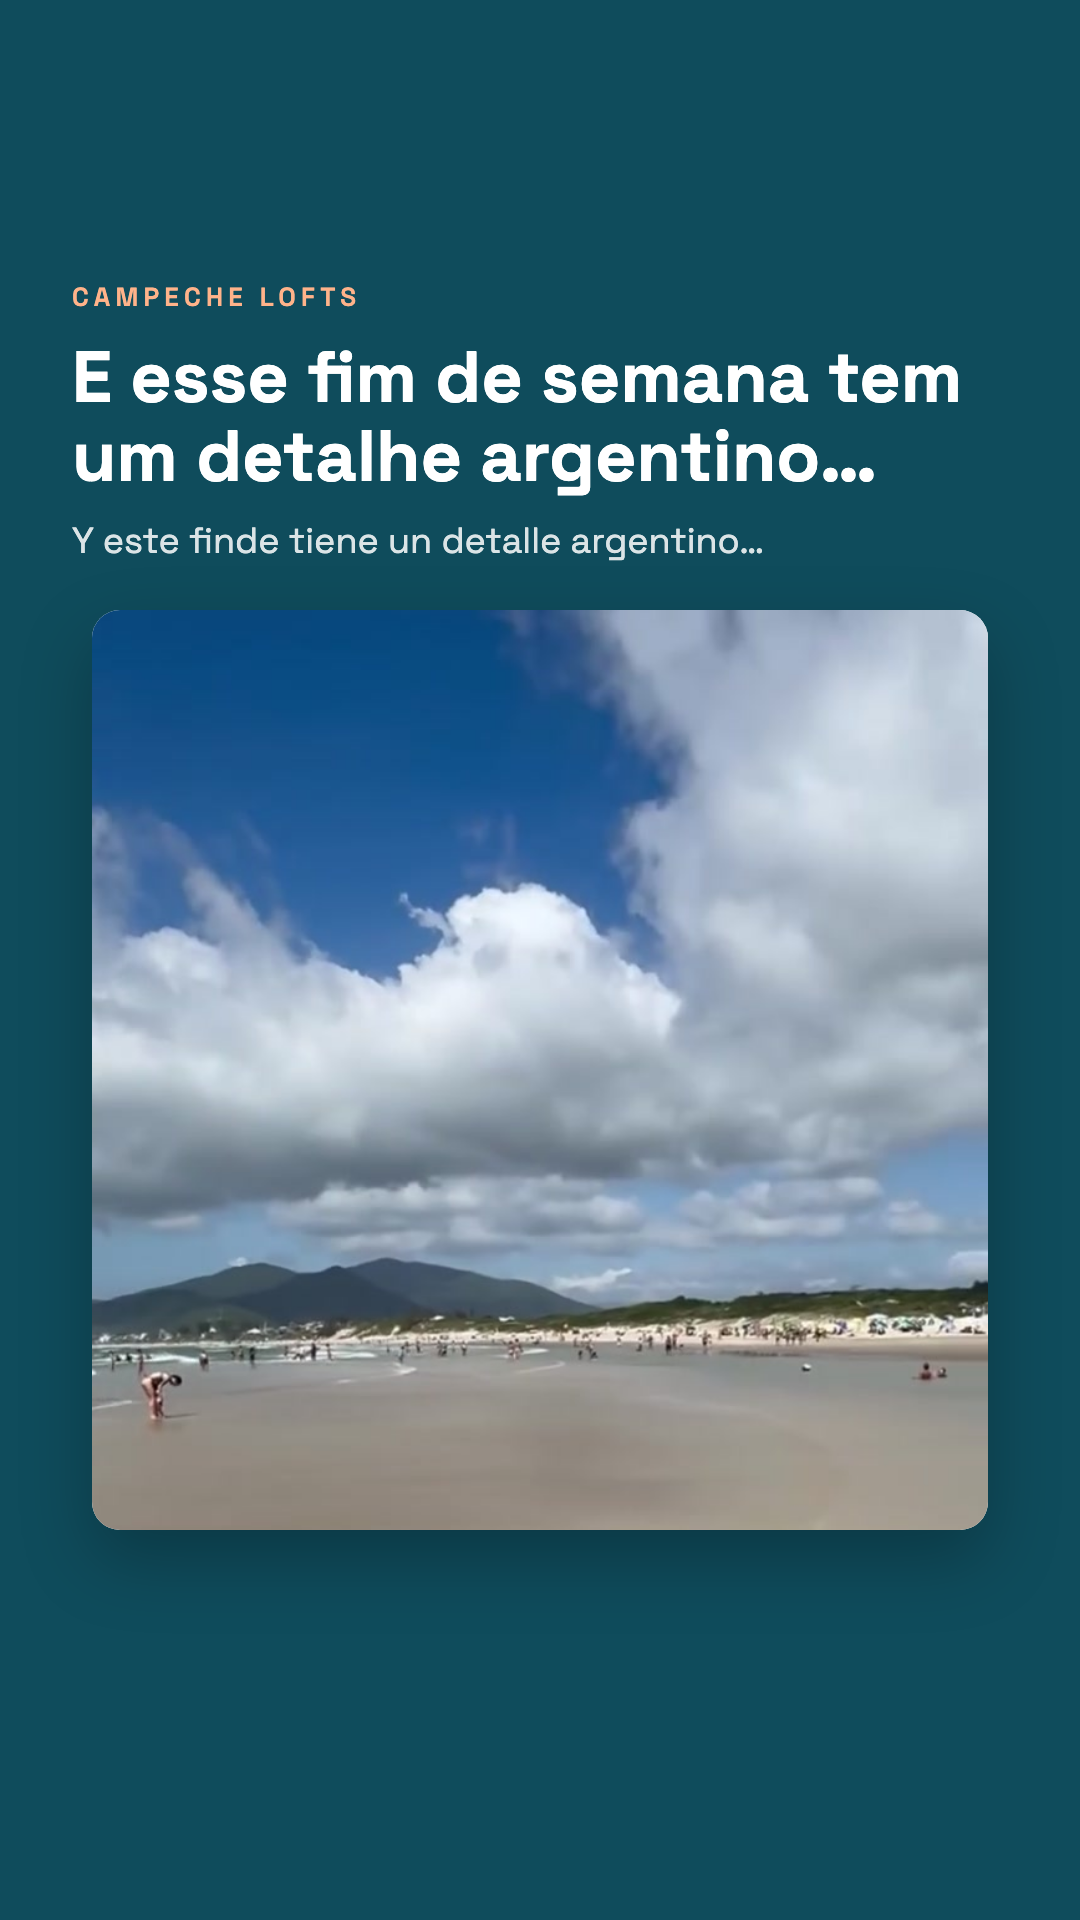 CAMPECHE LOFTS
E esse fim de semana tem
um detalhe argentino...
Y este finde tiene un detalle argentino...